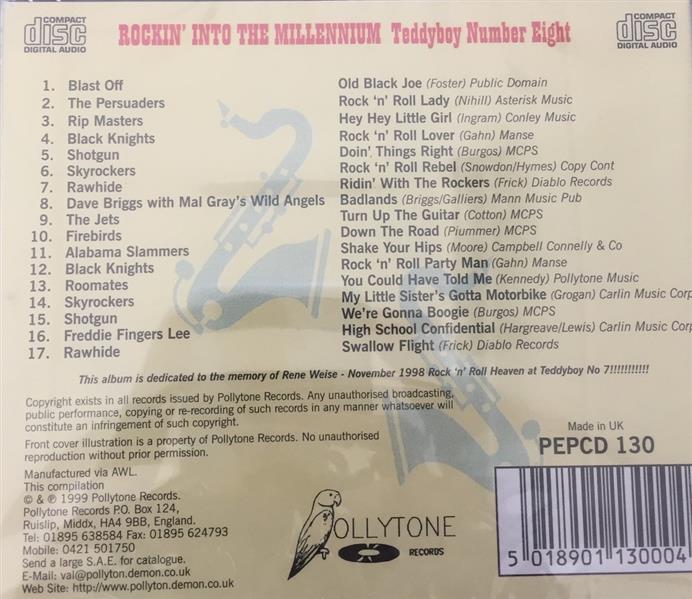 COMPACT disc DIGITAL AUDIO
ROCKIN' INTO THE MILLENNIUM Teddyboy Number Eight
COMPACT disc DIGITAL AUDIO
1. Blast Off Old Black Joe (Foster) Public Domain
2. The Persuaders Rock 'n' Roll Lady (Nihill) Asterisk Music
3. Rip Masters Hey Hey Little Girl (Ingram) Conley Music
4. Black Knights Rock 'n' Roll Lover (Gahn) Manse
5. Shotgun Doin' Things Right (Burgos) MCPS
6. Skyrockers Rock 'n' Roll Rebel (Snowdon/Hymes) Copy Cont
7. Rawhide Ridin' With The Rockers (Frick) Diablo Records
8. Dave Briggs with Mal Gray's Wild Angels Badlands (Briggs/Galliers) Mann Music Pub
9. The Jets Turn Up The Guitar (Cotton) MCPS
10. Firebirds Down The Road (Piummer) MCPS
11. Alabama Slammers Shake Your Hips (Moore) Campbell Connelly & Co
12. Black Knights Rock 'n' Roll Party Man (Gahn) Manse
13. Roomates You Could Have Told Me (Kennedy) Pollytone Music
14. Skyrockers My Little Sister's Gotta Motorbike (Grogan) Carlin Music Corp
15. Shotgun We're Gonna Boogie (Burgos) MCPS
16. Freddie Fingers Lee High School Confidential (Hargreave/Lewis) Carlin Music Corp
17. Rawhide Swallow Flight (Frick) Diablo Records
This album is dedicated to the memory of Rene Weise - November 1998 Rock 'n' Roll Heaven at Teddyboy No 7!!!!!!!!!!!
Copyright exists in all records issued by Pollytone Records. Any unauthorised broadcasting,
public performance, copying or re-recording of such records in any manner whatsoever will
constitute an infringement of such copyright.
Front cover illustration is a property of Pollytone Records. No unauthorised
reproduction without prior permission.
Manufactured via AWL.
This compilation
© & ℗ 1999 Pollytone Records.
Pollytone Records P.O. Box 124,
Ruislip, Middx, HA4 9BB, England.
Tel: 01895 638584 Fax: 01895 624793
Mobile: 0421 501750
Send a large S.A.E. for catalogue.
E-Mail: val@pollyton.demon.co.uk
Web Site: http://www.pollytone.demon.co.uk
POLLYTONE
RECORDS
Made in UK
PEPCD 130
5 018901 130004